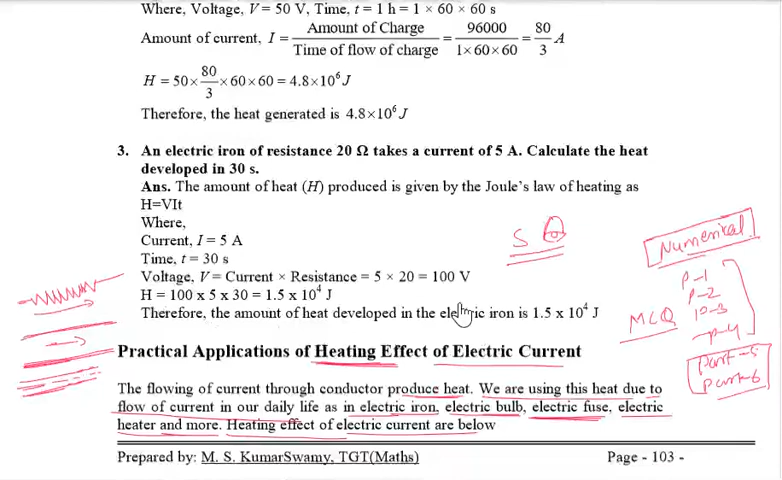 Where, Voltage, V= 50 V, Time, t = 1 h = 1 × 60 × 60 s
Amount of current, I = Amount of Charge / Time of flow of charge = 96000 / 1×60×60 = 80 / 3 A
H = 50× 80 / 3 ×60×60 = 4.8×10⁶ J
Therefore, the heat generated is 4.8×10⁶ J
3. An electric iron of resistance 20 Ω takes a current of 5 A. Calculate the heat
developed in 30 s.
Ans. The amount of heat (H) produced is given by the Joule's law of heating as
H=VIt
Where,
Current, I = 5 A
Time, t = 30 s
Voltage, V= Current × Resistance = 5 × 20 = 100 V
H = 100 x 5 x 30 = 1.5 x 10⁴ J
Therefore, the amount of heat developed in the electric iron is 1.5 x 10⁴ J
Numerical
P-1
P-2
P-3
MCQ
P-4
Part-5
Part-6
Practical Applications of Heating Effect of Electric Current
The flowing of current through conductor produce heat. We are using this heat due to
flow of current in our daily life as in electric iron, electric bulb, electric fuse, electric
heater and more. Heating effect of electric current are below
Prepared by: M. S. KumarSwamy, TGT(Maths) Page - 103 -